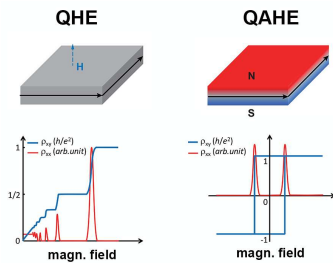 QHE
QAHE
H
N
S
ρxy (h/e²)
ρxx (arb.unit)
1
1/2
0
magn. field
ρxy (h/e²)
ρxx (arb.unit)
1
0
-1
magn. field